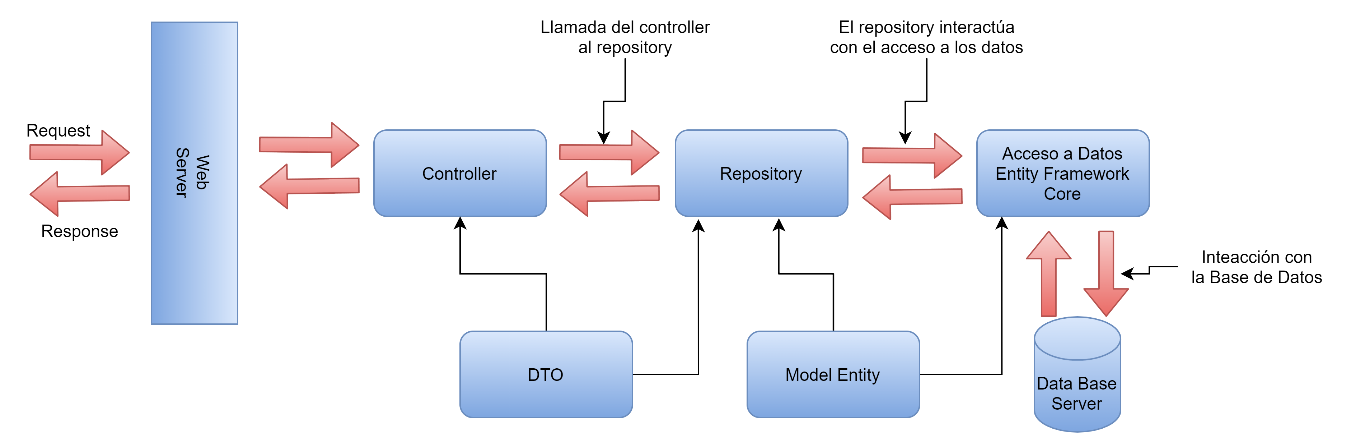 Llamada del controller
al repository
El repository interactúa
con el acceso a los datos
Request
Web
Server
Controller
Repository
Acceso a Datos
Entity Framework
Core
Response
Inteacción con
la Base de Datos
DTO
Model Entity
Data Base
Server